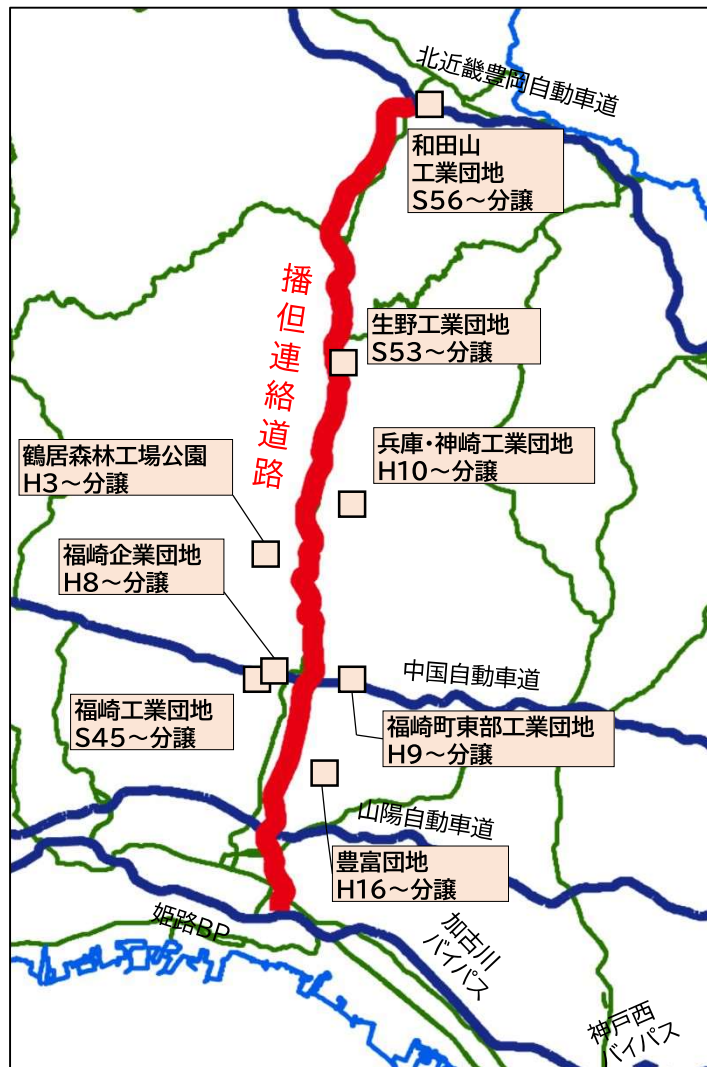 北近畿豊岡自動車道
和田山
工業団地
S56～分譲
播但連絡道路
生野工業団地
S53～分譲
兵庫・神崎工業団地
H10～分譲
鶴居森林工場公園
H3～分譲
福崎企業団地
H8～分譲
中国自動車道
福崎工業団地
S45～分譲
福崎町東部工業団地
H9～分譲
山陽自動車道
豊富団地
H16～分譲
姫路BP
加古川
バイパス
神戸西
バイパス